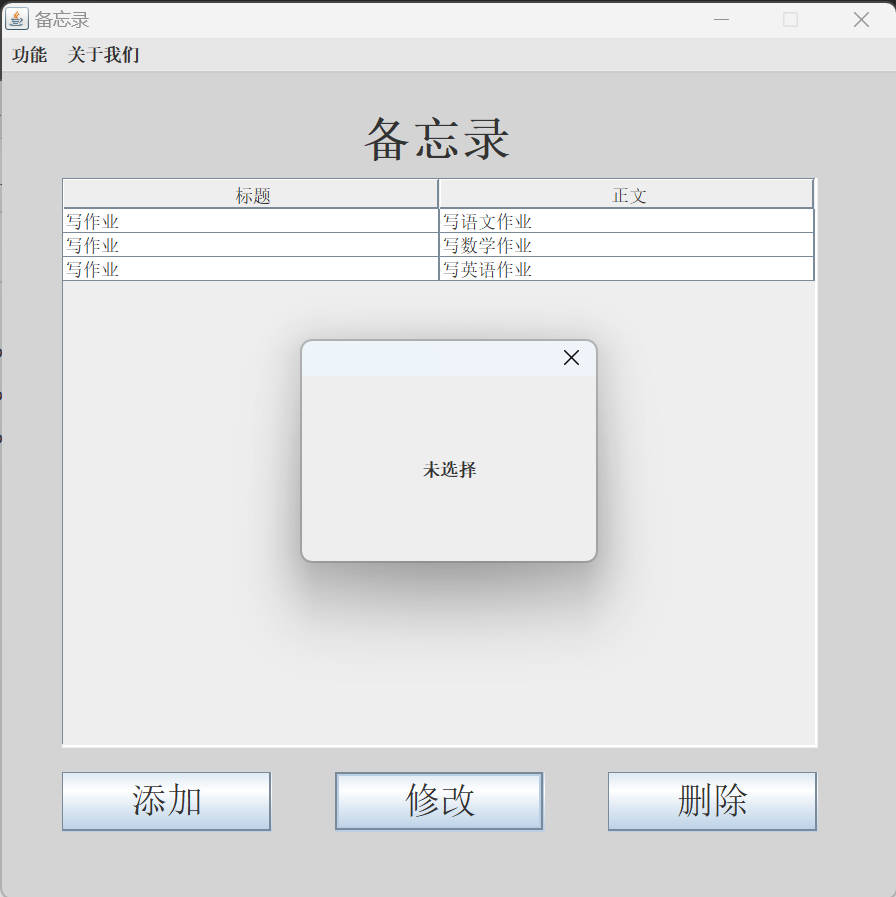 备忘录
功能 关于我们
备忘录
标题 正文
写作业 写语文作业
写作业 写数学作业
写作业 写英语作业
未选择
添加 修改 删除